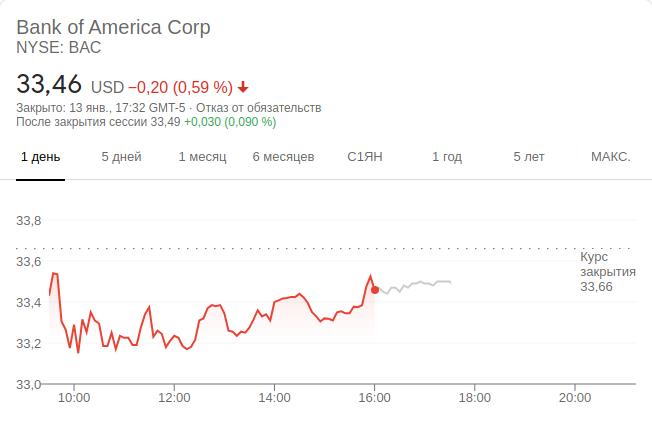 Bank of America Corp
NYSE: BAC
33,46 USD −0,20 (0,59 %)
Закрыто: 13 янв., 17:32 GMT-5 · Отказ от обязательств
После закрытия сессии 33,49 +0,030 (0,090 %)
1 день 5 дней 1 месяц 6 месяцев С1ЯН 1 год 5 лет МАКС.
33,8
33,6
33,4
33,2
33,0
Курс
закрытия
33,66
10:00 12:00 14:00 16:00 18:00 20:00